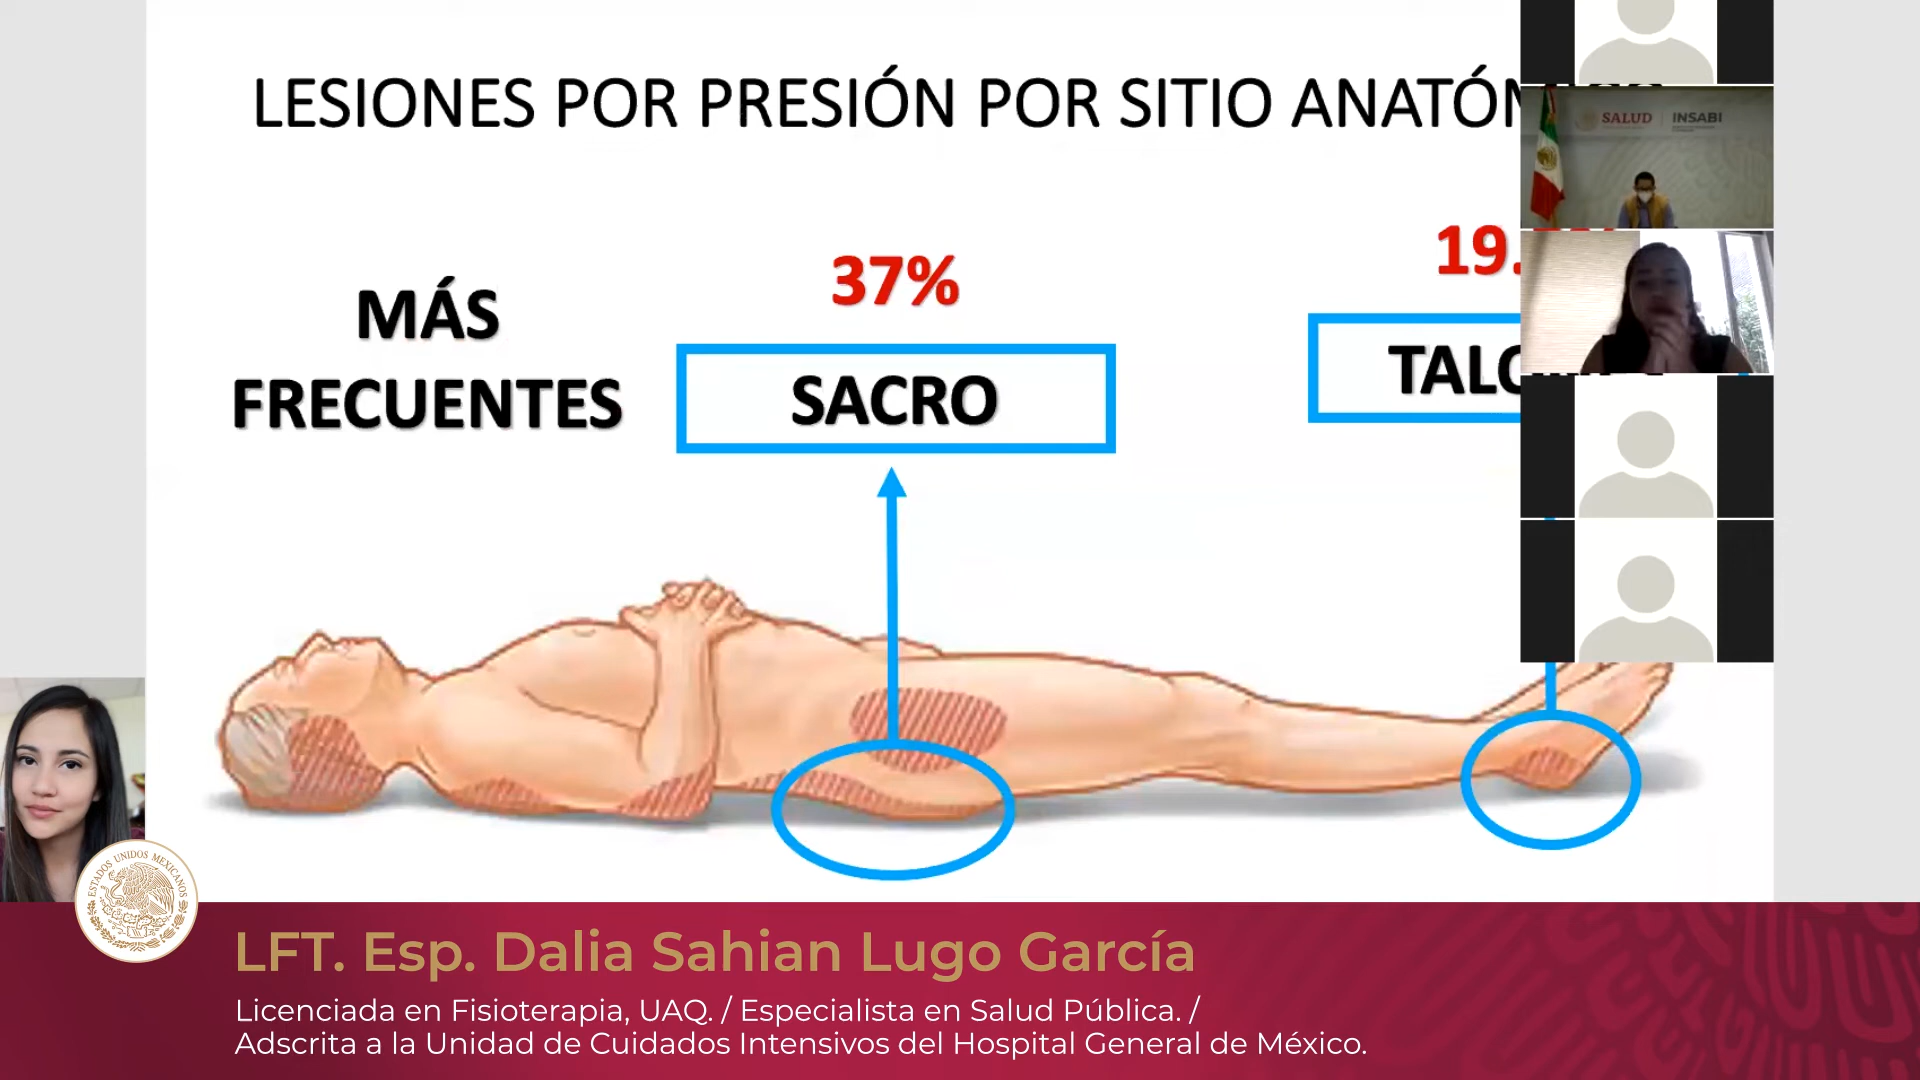 LESIONES POR PRESIÓN POR SITIO
SALUD | INSABI
37%
19.
MÁS
FRECUENTES
SACRO
ESTADOS UNIDOS MEXICANOS
LFT. Esp. Dalia Sahian Lugo García
Licenciada en Fisioterapia, UAQ. / Especialista en Salud Pública. /
Adscrita a la Unidad de Cuidados Intensivos del Hospital General de México.